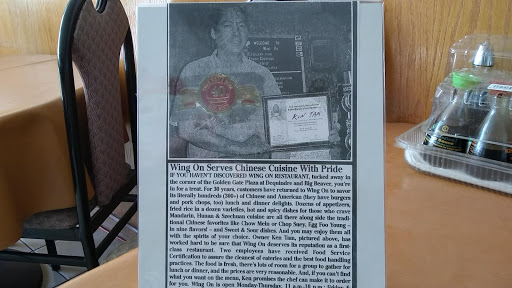 WELCOME TO
KEN TAM
Wing On Serves Chinese Cuisine With Pride
IF YOU HAVEN'T DISCOVERED WING ON RESTAURANT, tucked away in
the corner of the Golden Gate Plaza at Dequindre and Big Beaver, you're
in for a treat. For 30 years, customers have returned to Wing On to savor
its literally hundreds (300+) of Chinese and American (they have burgers
and pork chops, too) lunch and dinner delights. Dozens of appetizers,
fried rice in a dozen varieties, hot and spicy dishes for those who crave
Mandarin, Hunan & Szechuan cuisine are all there along side the tradi-
tional Chinese favorites like Chow Mein or Chop Suey, Egg Foo Young –
in nine flavors! – and Sweet & Sour dishes. And you may enjoy them all
with the spirits of your choice. Owner Ken Tam, pictured above, has
worked hard to be sure that Wing On deserves its reputation as a first-
class restaurant. Two employees have received Food Service
Certification to assure the cleanest of eateries and the best food handling
practices. The food is fresh, there's lots of room for a group to gather for
lunch or dinner, and the prices are very reasonable. And, if you can't find
what you want on the menu, Ken promises the chef can make it to order
for you. Wing On is open Monday-Thursday, 11 a.m.-10 p.m. Friday &